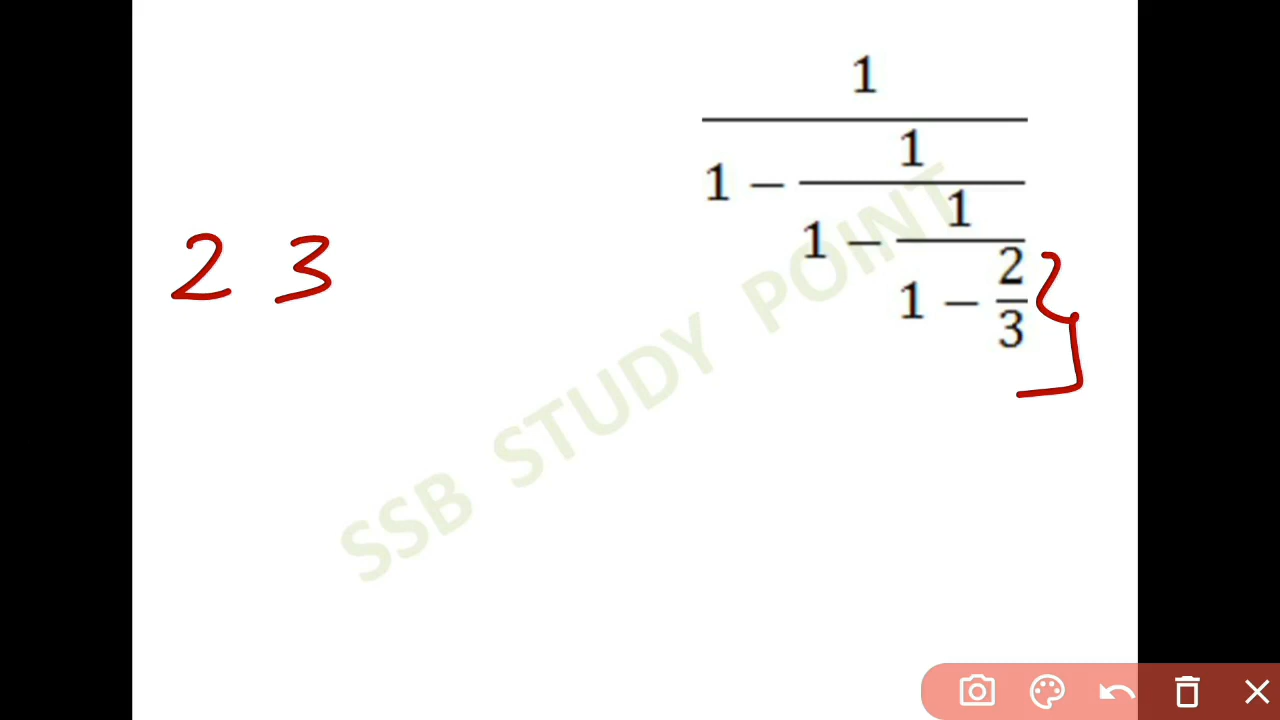 1
1 - 1
1 - 1
1 - 2
3
2 3
SSB STUDY POINT